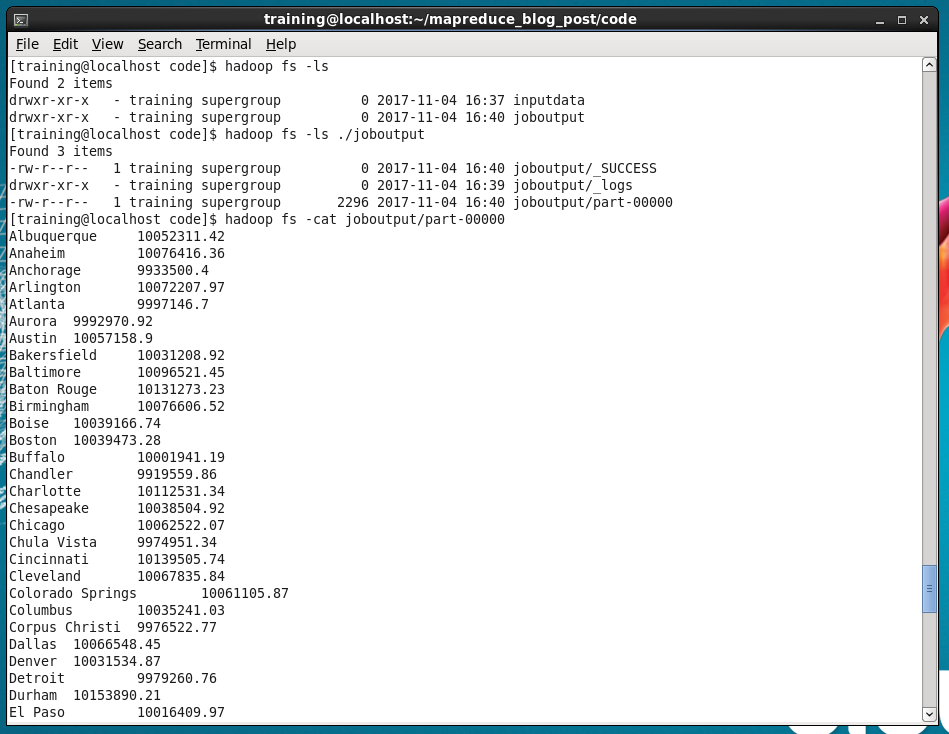 training@localhost:~/mapreduce_blog_post/code
File Edit View Search Terminal Help
[training@localhost code]$ hadoop fs -ls
Found 2 items
drwxr-xr-x   - training supergroup          0 2017-11-04 16:37 inputdata
drwxr-xr-x   - training supergroup          0 2017-11-04 16:40 joboutput
[training@localhost code]$ hadoop fs -ls ./joboutput
Found 3 items
-rw-r--r--   1 training supergroup          0 2017-11-04 16:40 joboutput/_SUCCESS
drwxr-xr-x   - training supergroup          0 2017-11-04 16:39 joboutput/_logs
-rw-r--r--   1 training supergroup       2296 2017-11-04 16:40 joboutput/part-00000
[training@localhost code]$ hadoop fs -cat joboutput/part-00000
Albuquerque     10052311.42
Anaheim         10076416.36
Anchorage       9933500.4
Arlington       10072207.97
Atlanta         9997146.7
Aurora  9992970.92
Austin  10057158.9
Bakersfield     10031208.92
Baltimore       10096521.45
Baton Rouge     10131273.23
Birmingham      10076606.52
Boise   10039166.74
Boston  10039473.28
Buffalo         10001941.19
Chandler        9919559.86
Charlotte       10112531.34
Chesapeake      10038504.92
Chicago         10062522.07
Chula Vista     9974951.34
Cincinnati      10139505.74
Cleveland       10067835.84
Colorado Springs        10061105.87
Columbus        10035241.03
Corpus Christi  9976522.77
Dallas  10066548.45
Denver  10031534.87
Detroit         9979260.76
Durham  10153890.21
El Paso         10016409.97